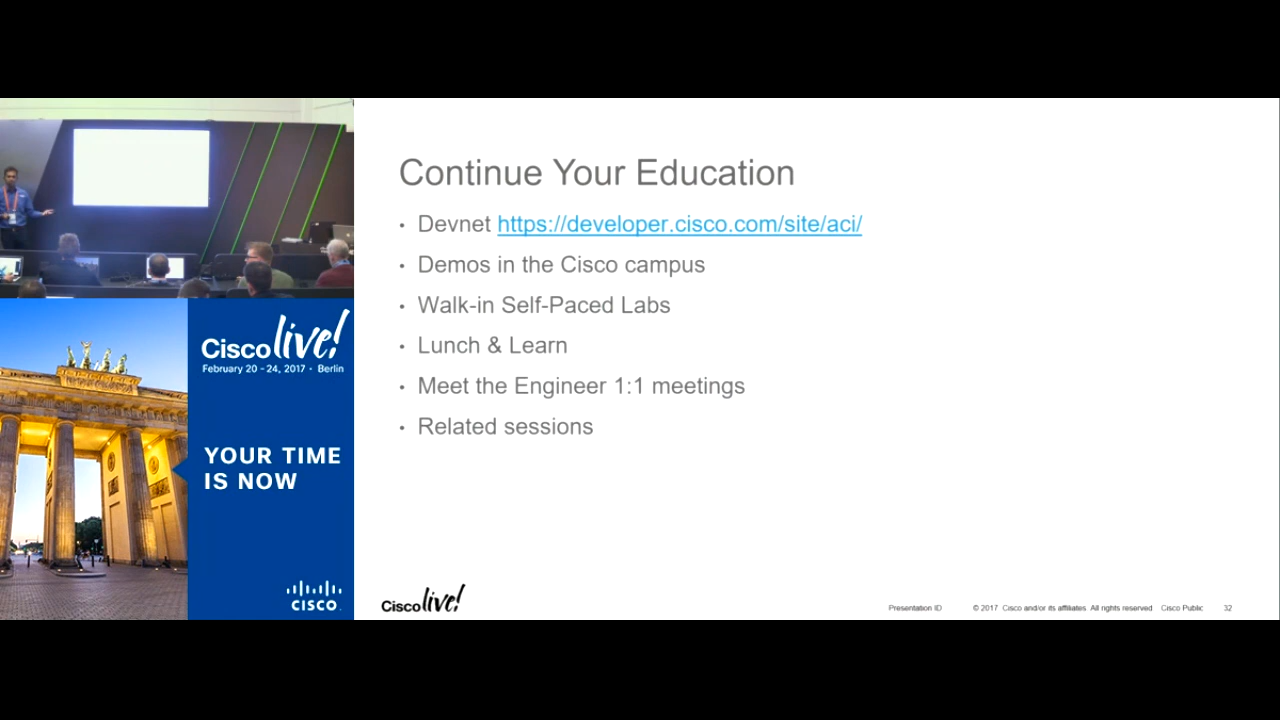 Continue Your Education
• Devnet https://developer.cisco.com/site/aci/
• Demos in the Cisco campus
• Walk-in Self-Paced Labs
• Lunch & Learn
• Meet the Engineer 1:1 meetings
• Related sessions
Cisco live!
February 20 - 24, 2017 • Berlin
YOUR TIME
IS NOW
CISCO
Cisco live!
Presentation ID © 2017 Cisco and/or its affiliates. All rights reserved. Cisco Public 32